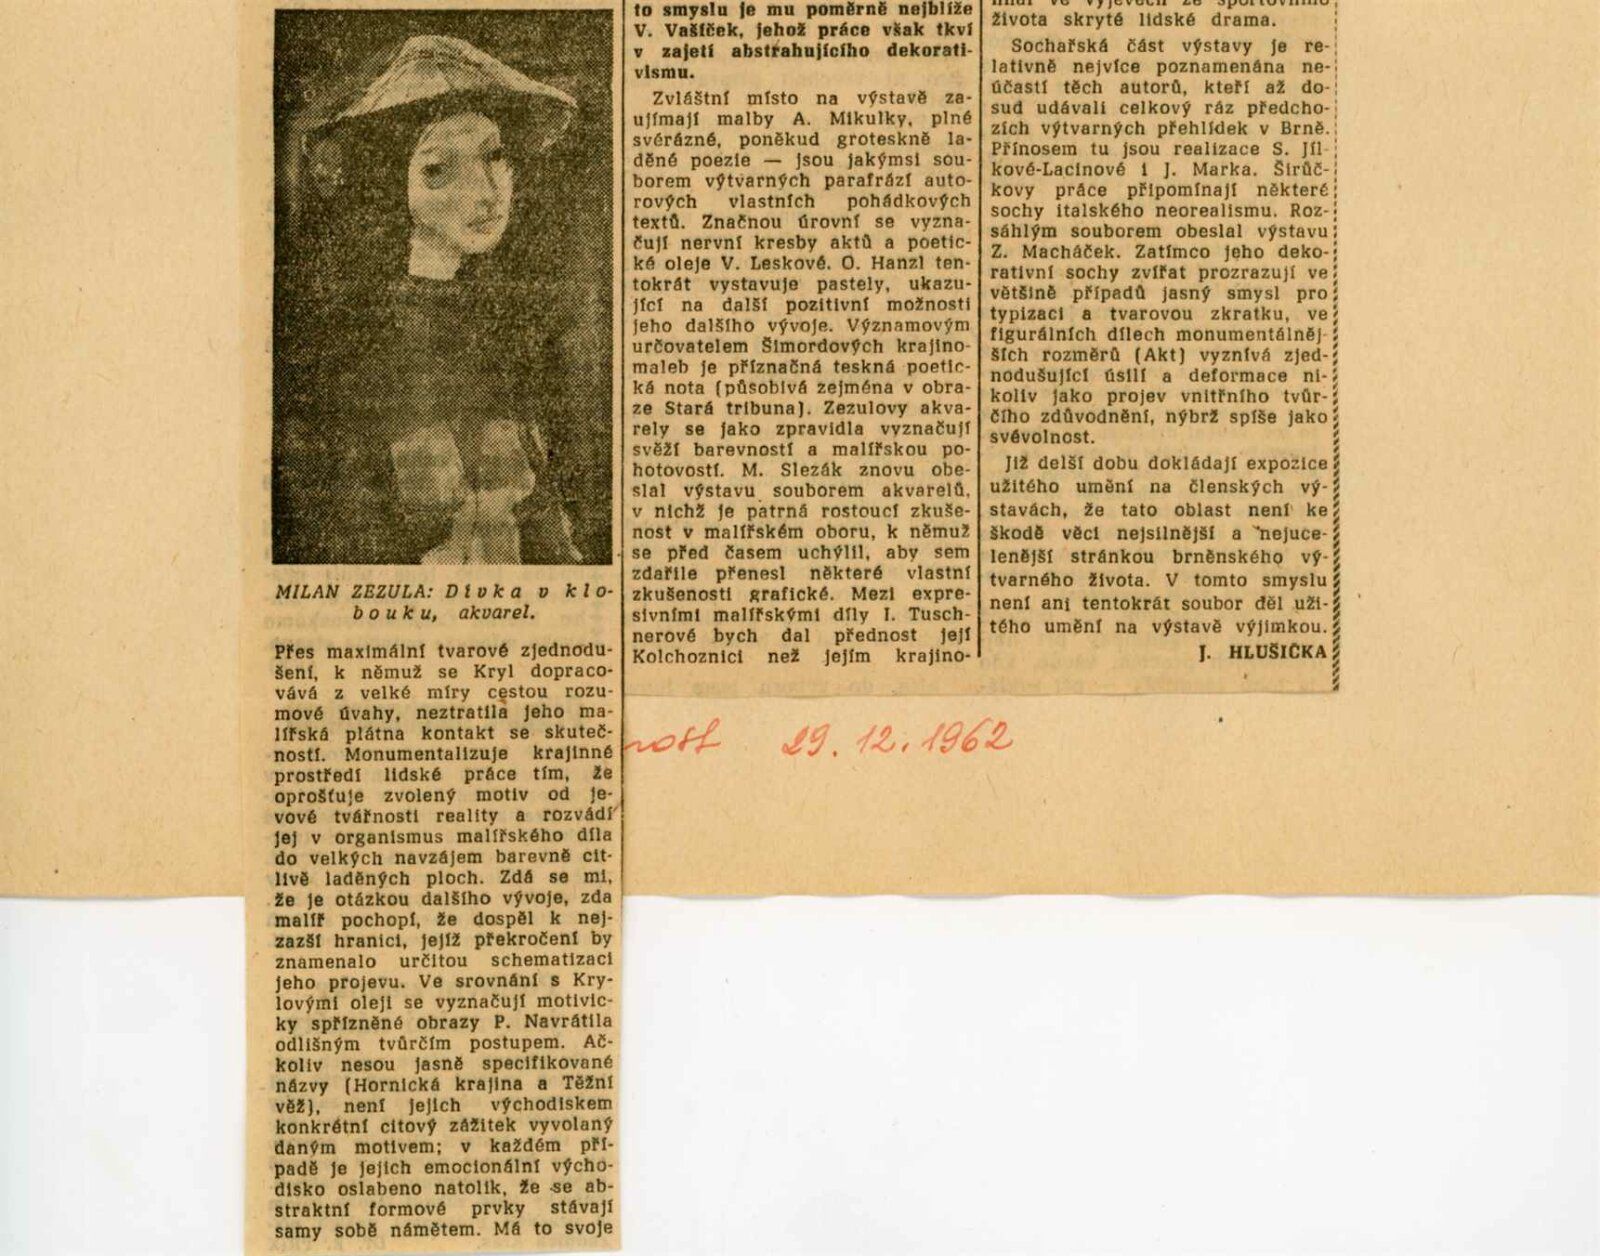 MILAN ZEZULA: Dívka v klo-
bouku, akvarel.
Přes maximální tvarové zjednodu-
šení, k němuž se Kryl dopraco-
vává z velké míry cestou rozu-
mové úvahy, neztratila jeho ma-
lířská plátna kontakt se skuteč-
ností. Monumentalizuje krajinné
prostředí lidské práce tím, že
oprošťuje zvolený motiv od je-
vové tvářnosti reality a rozvádí
jej v organismus malířského díla
do velkých navzájem barevně cit-
livě laděných ploch. Zdá se mi,
že je otázkou dalšího vývoje, zda
malíř pochopí, že dospěl k nej-
zazší hranici, jejíž překročení by
znamenalo určitou schematizaci
jeho projevu. Ve srovnání s Kry-
lovými oleji se vyznačují motivic-
ky spřízněné obrazy P. Navrátila
odlišným tvůrčím postupem. Ač-
koliv nesou jasně specifikované
názvy (Hornická krajina a Těžní
věž), není jejich východiskem
konkrétní citový zážitek vyvolaný
daným motivem; v každém pří-
padě je jejich emocionální výcho-
disko oslabeno natolik, že se ab-
straktní formové prvky stávají
samy sobě námětem. Má to svoje
to smyslu je mu poměrně nejblíže
V. Vašíček, jehož práce však tkví
v zajetí abstrahujícího dekorati-
vismu.
Zvláštní místo na výstavě za-
ujímají malby A. Mikulky, plné
svérázné, poněkud groteskně la-
děné poezie — jsou jakýmsi sou-
borem výtvarných parafrází auto-
rových vlastních pohádkových
textů. Značnou úrovní se vyzna-
čují nervní kresby aktů a poetic-
ké oleje V. Leskové. O. Hanzl ten-
tokrát vystavuje pastely, ukazu-
jící na další pozitivní možnosti
jeho dalšího vývoje. Významovým
určovatelem Šimordových krajino-
maleb je příznačná teskná poetic-
ká nota (působivá zejména v obra-
ze Stará tribuna). Zezulovy akva-
rely se jako zpravidla vyznačují
svěží barevností a malířskou po-
hotovostí. M. Slezák znovu obe-
slal výstavu souborem akvarelů,
v nichž je patrná rostoucí zkuše-
nost v malířském oboru, k němuž
se před časem uchýlil, aby sem
zdařile přenesl některé vlastní
zkušenosti grafické. Mezi expre-
sivními malířskými díly I. Tusch-
nerové bych dal přednost její
Kolchoznici než jejím krajino-
života skryté lidské drama.
Sochařská část výstavy je re-
lativně nejvíce poznamenána ne-
účastí těch autorů, kteří až do-
sud udávali celkový ráz předcho-
zích výtvarných přehlídek v Brně.
Přínosem tu jsou realizace S. Jíl-
kové-Lacinové i J. Marka. Širůč-
kovy práce připomínají některé
sochy italského neorealismu. Roz-
sáhlým souborem obeslal výstavu
Z. Macháček. Zatímco jeho deko-
rativní sochy zvířat prozrazují ve
většině případů jasný smysl pro
typizaci a tvarovou zkratku, ve
figurálních dílech monumentálněj-
ších rozměrů (Akt) vyznívá zjed-
nodušující úsilí a deformace ni-
koliv jako projev vnitřního tvůr-
čího zdůvodnění, nýbrž spíše jako
svévolnost.
Již delší dobu dokládají expozice
užitého umění na členských vý-
stavách, že tato oblast není ke
škodě věci nejsilnější a nejuce-
lenější stránkou brněnského vý-
tvarného života. V tomto smyslu
není ani tentokrát soubor děl uži-
tého umění na výstavě výjimkou.
J. HLUŠIČKA
nost 29. 12. 1962